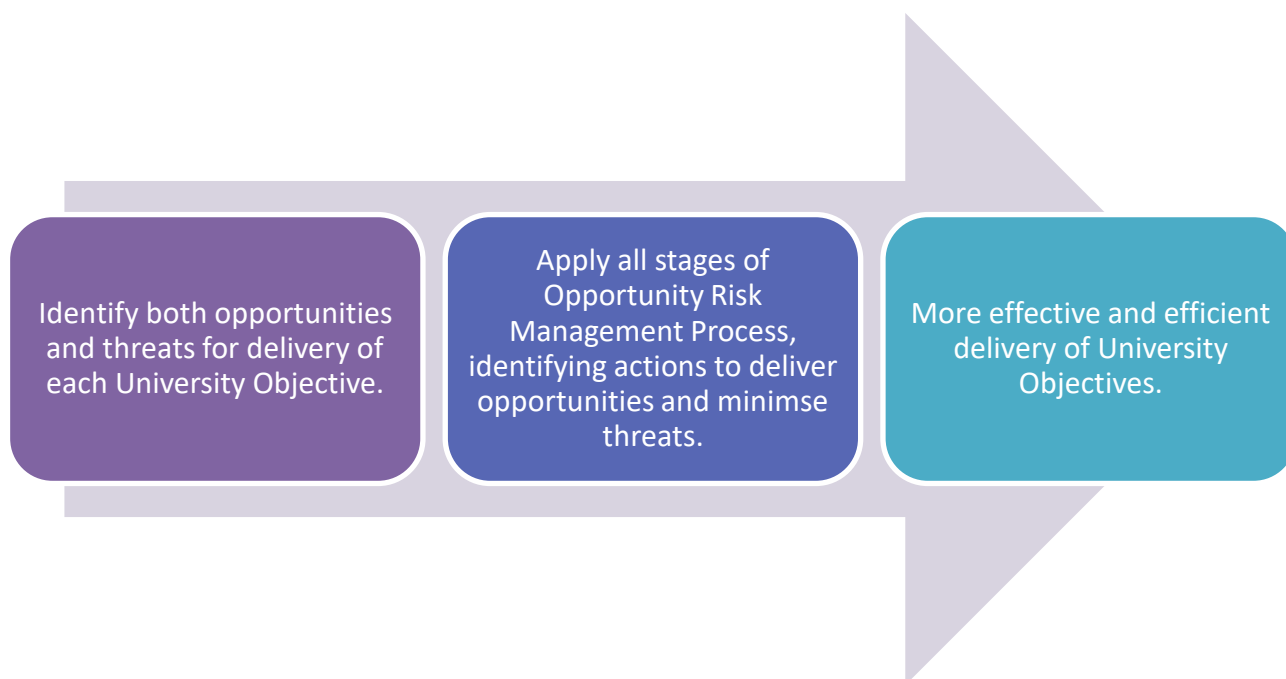 Identify both opportunities
and threats for delivery of
each University Objective.
Apply all stages of
Opportunity Risk
Management Process,
identifying actions to deliver
opportunities and minimse
threats.
More effective and efficient
delivery of University
Objectives.